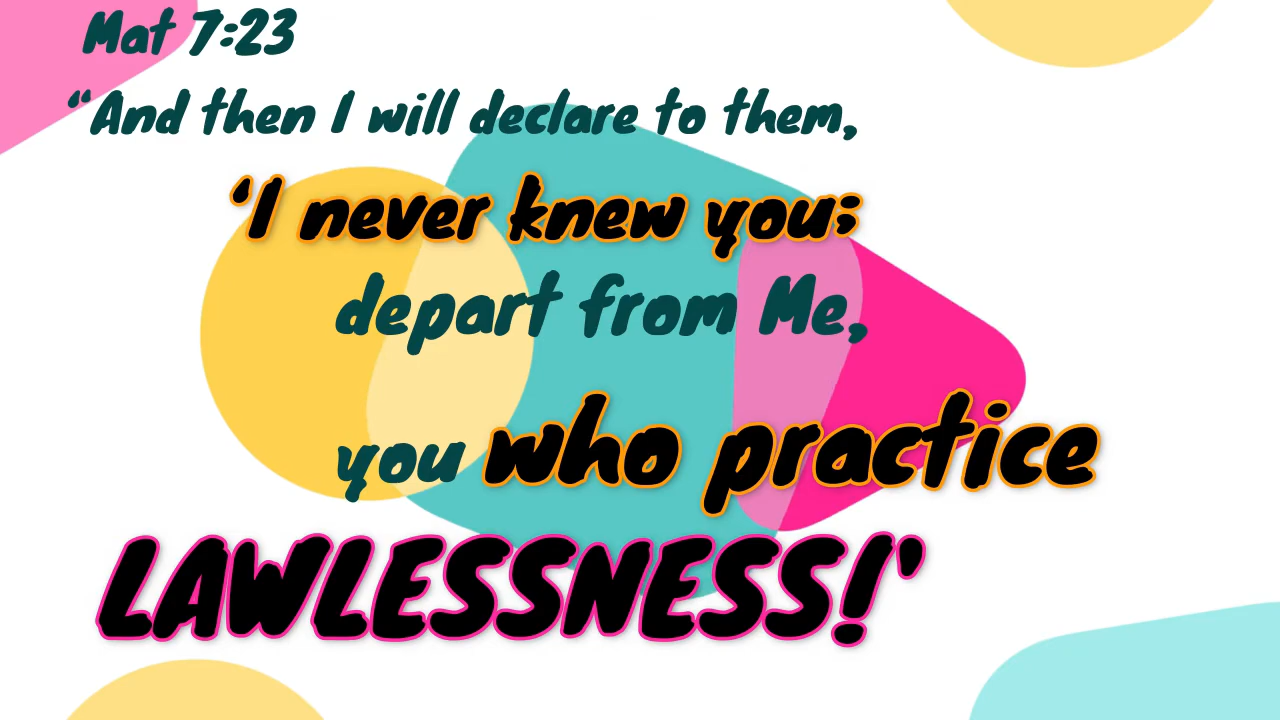 Mat 7:23
“And then I will declare to them,
‘I never knew you;
depart from Me,
you who practice
LAWLESSNESS!’